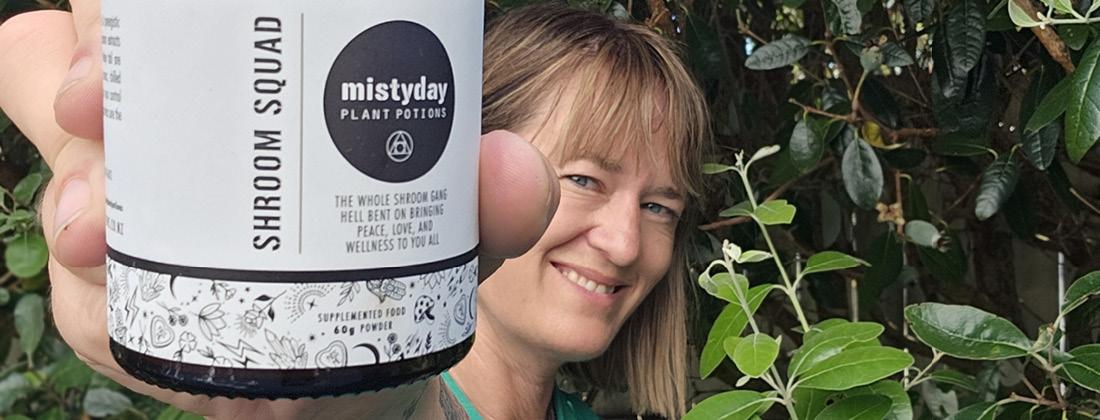 SHROOM SQUAD
mistyday
PLANT POTIONS
THE WHOLE SHROOM GANG
HELL BENT ON BRINGING
PEACE, LOVE, AND
WELLNESS TO YOU ALL
SUPPLEMENTED FOOD
60g POWDER